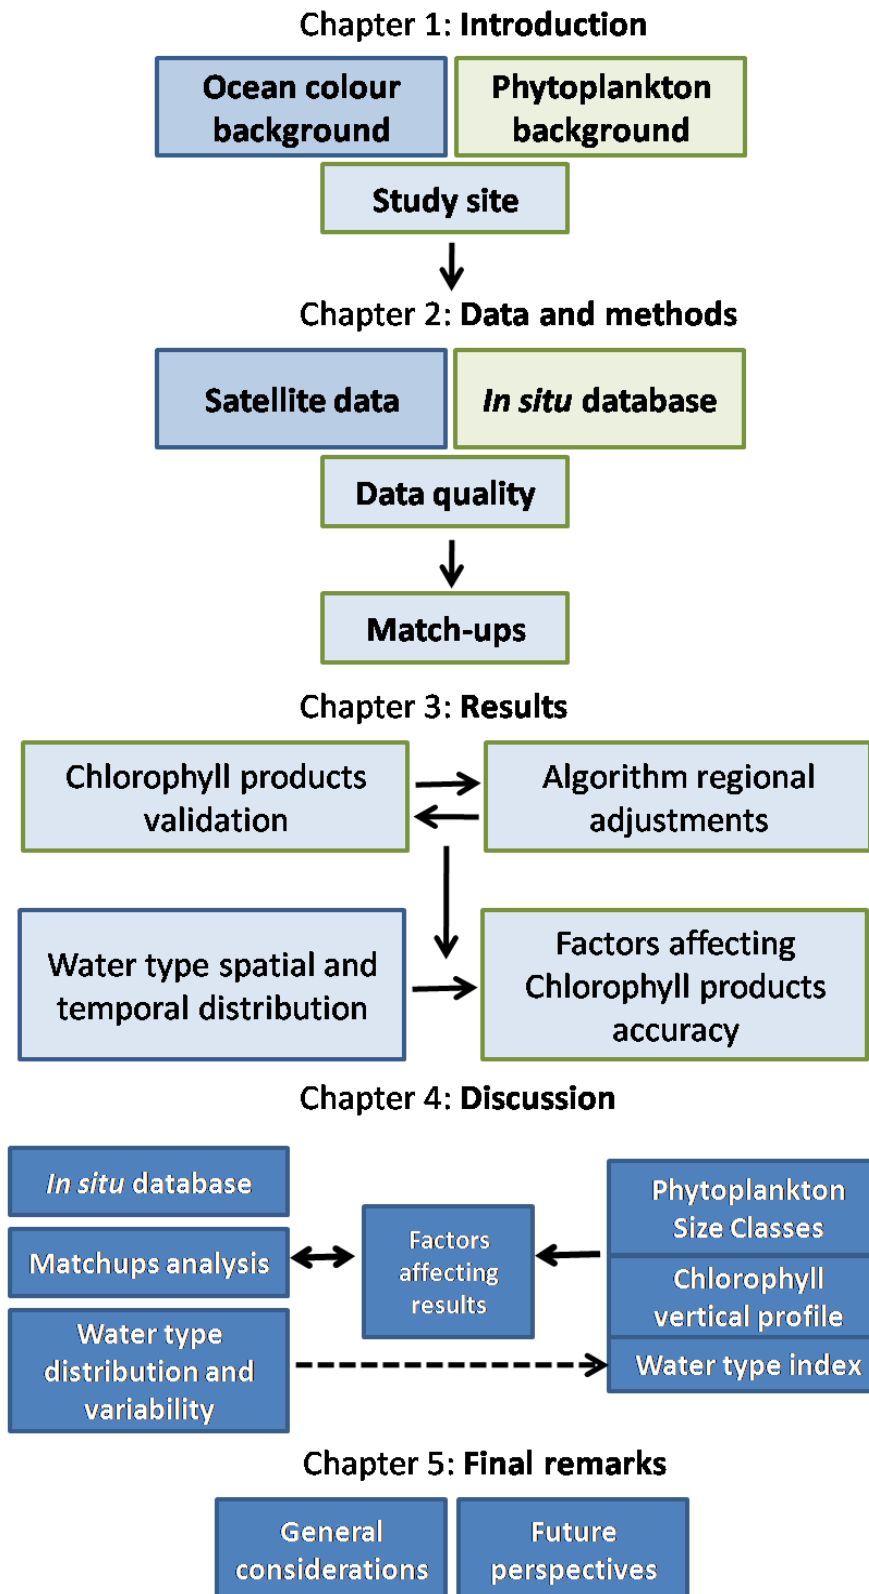 Chapter 1: Introduction
Ocean colour
background
Phytoplankton
background
Study site
Chapter 2: Data and methods
Satellite data
In situ database
Data quality
Match-ups
Chapter 3: Results
Chlorophyll products
validation
Algorithm regional
adjustments
Water type spatial and
temporal distribution
Factors affecting
Chlorophyll products
accuracy
Chapter 4: Discussion
In situ database
Matchups analysis
Water type
distribution and
variability
Factors
affecting
results
Phytoplankton
Size Classes
Chlorophyll
vertical profile
Water type index
Chapter 5: Final remarks
General
considerations
Future
perspectives